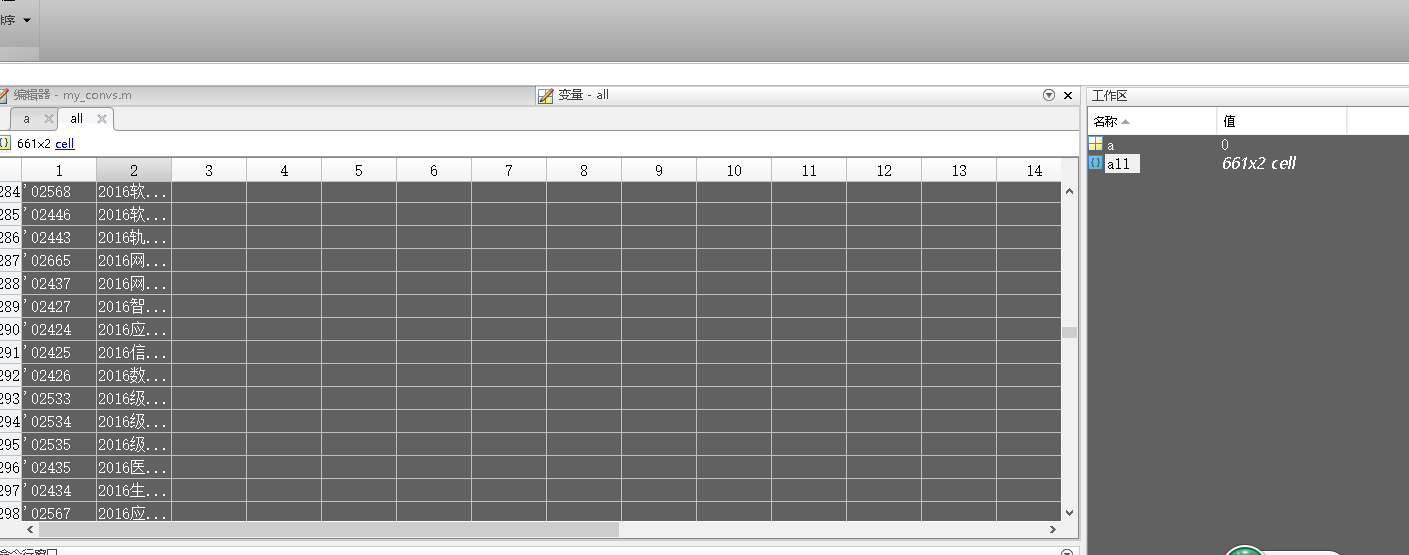 排序
编辑器 - my_convs.m
变量 - all
工作区
a
all
名称
值
661x2 cell
a
0
all
661x2 cell
1 2 3 4 5 6 7 8 9 10 11 12 13 14
284 ' 02568 2016软...
285 ' 02446 2016软...
286 ' 02443 2016轨...
287 ' 02665 2016网...
288 ' 02437 2016网...
289 ' 02427 2016智...
290 ' 02424 2016应...
291 ' 02425 2016信...
292 ' 02426 2016数...
293 ' 02533 2016级...
294 ' 02534 2016级...
295 ' 02535 2016级...
296 ' 02435 2016医...
297 ' 02434 2016生...
298 ' 02567 2016应...
命令行窗口